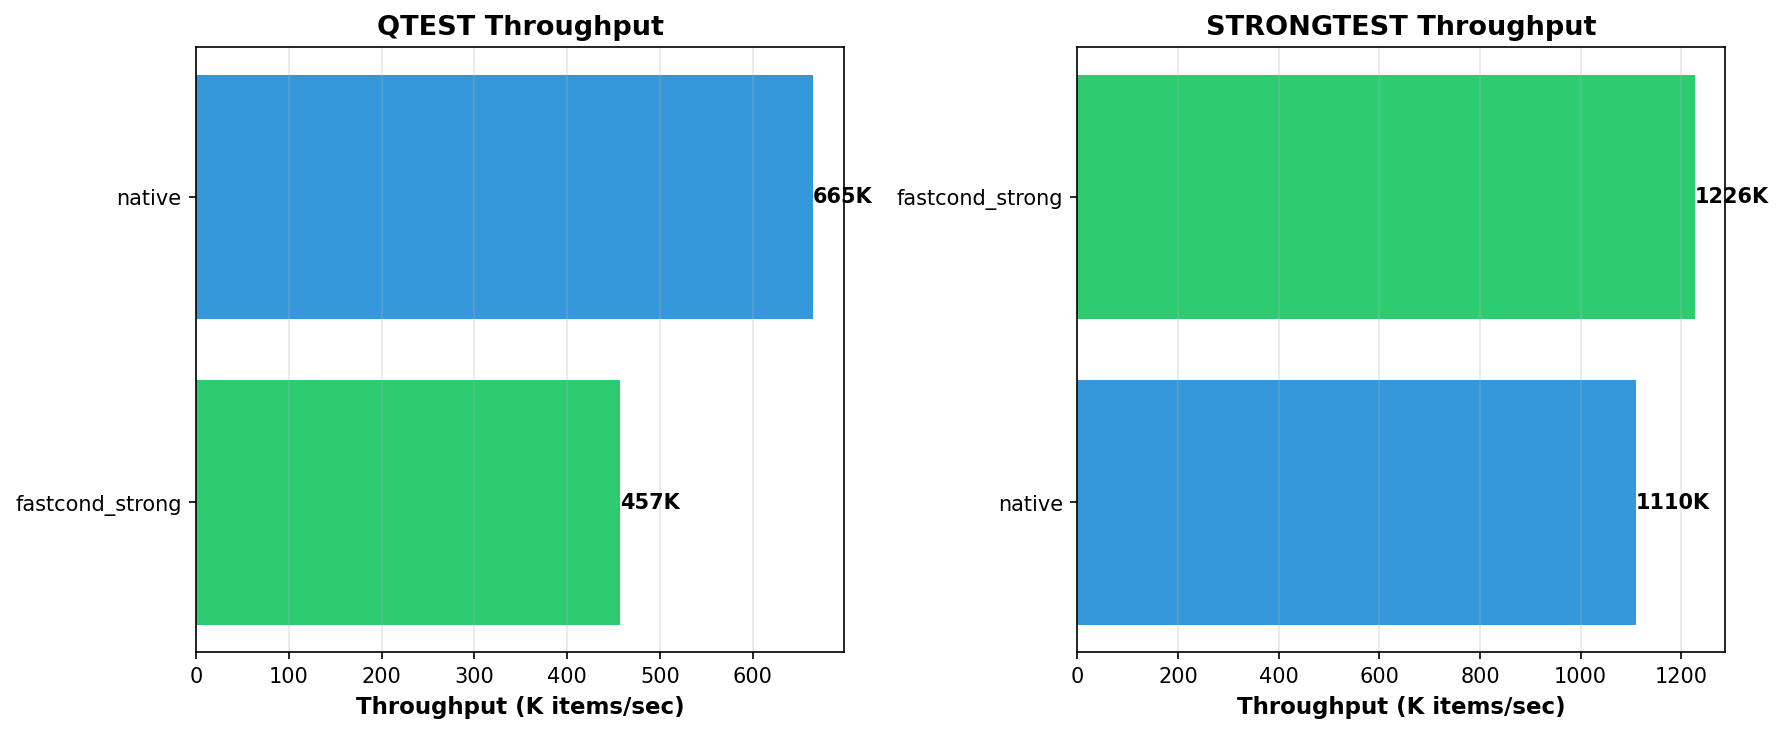 QTEST Throughput
native
665K
fastcond_strong
457K
0 100 200 300 400 500 600
Throughput (K items/sec)
STRONGTEST Throughput
fastcond_strong
1226K
native
1110K
0 200 400 600 800 1000 1200
Throughput (K items/sec)